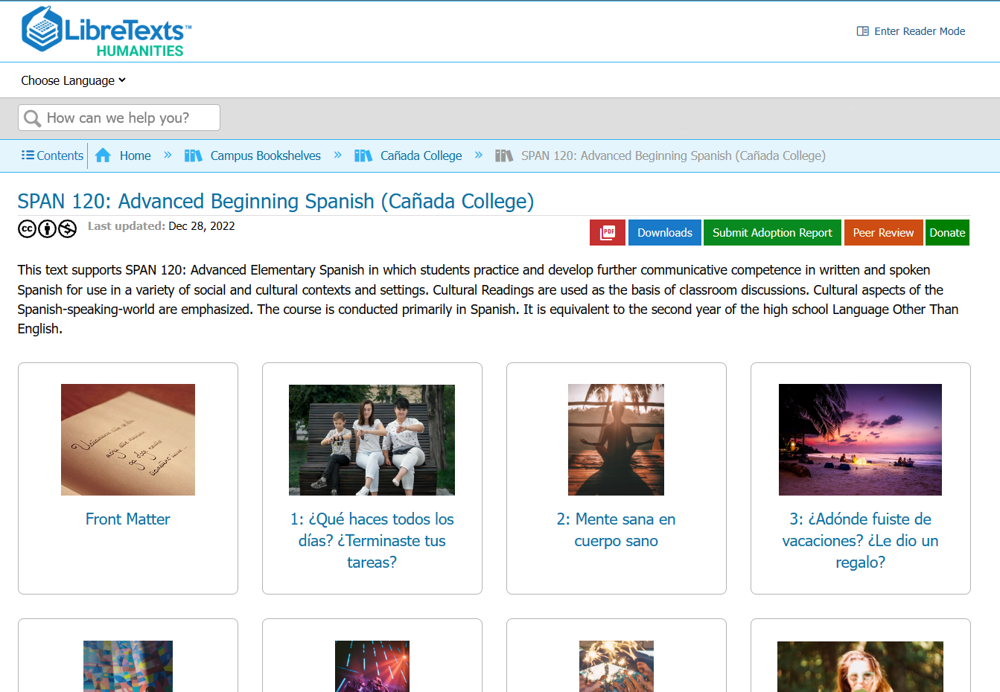 LibreTexts™
HUMANITIES
Enter Reader Mode
Choose Language
How can we help you?
Contents Home » Campus Bookshelves » Cañada College » SPAN 120: Advanced Beginning Spanish (Cañada College)
SPAN 120: Advanced Beginning Spanish (Cañada College)
cc $ Last updated: Dec 28, 2022
PDF Downloads Submit Adoption Report Peer Review Donate
This text supports SPAN 120: Advanced Elementary Spanish in which students practice and develop further communicative competence in written and spoken
Spanish for use in a variety of social and cultural contexts and settings. Cultural Readings are used as the basis of classroom discussions. Cultural aspects of the
Spanish-speaking-world are emphasized. The course is conducted primarily in Spanish. It is equivalent to the second year of the high school Language Other Than
English.
Front Matter
1: ¿Qué haces todos los
días? ¿Terminaste tus
tareas?
2: Mente sana en
cuerpo sano
3: ¿Adónde fuiste de
vacaciones? ¿Le dio un
regalo?